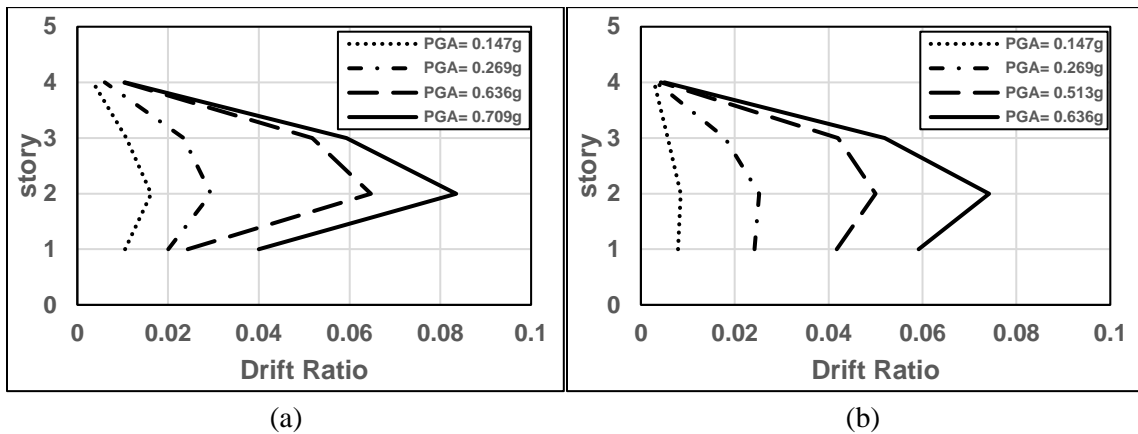 5
4
3
2
1
0
story
0
0.02
0.04
0.06
0.08
0.1
Drift Ratio
PGA= 0.147g
PGA= 0.269g
PGA= 0.636g
PGA= 0.709g
(a)
5
4
3
2
1
0
story
0
0.02
0.04
0.06
0.08
0.1
Drift Ratio
PGA= 0.147g
PGA= 0.269g
PGA= 0.513g
PGA= 0.636g
(b)